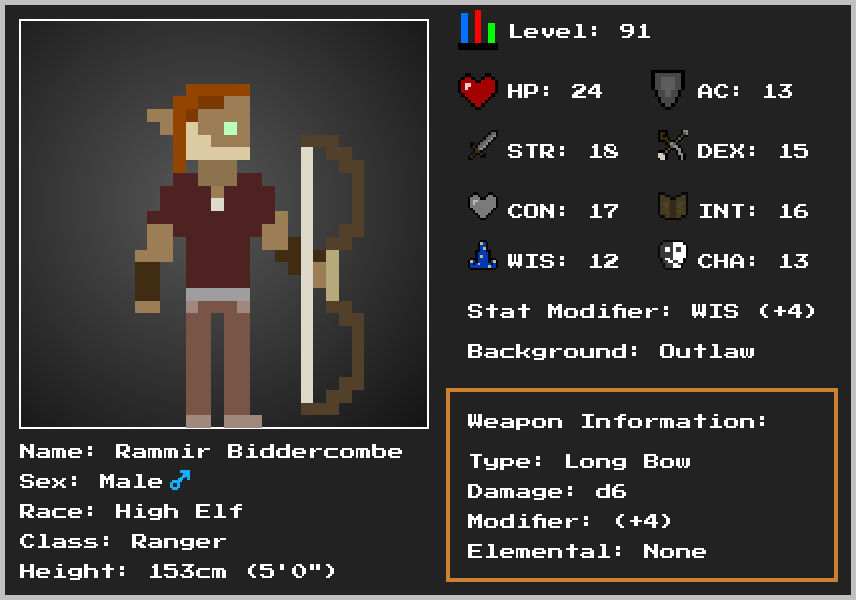 Level: 91
HP: 24 AC: 13
STR: 18 DEX: 15
CON: 17 INT: 16
WIS: 12 CHA: 13
Stat Modifier: WIS (+4)
Background: Outlaw
Weapon Information:
Type: Long Bow
Damage: d6
Modifier: (+4)
Elemental: None
Name: Rammir Biddercombe
Sex: Male ♂
Race: High Elf
Class: Ranger
Height: 153cm (5'0")